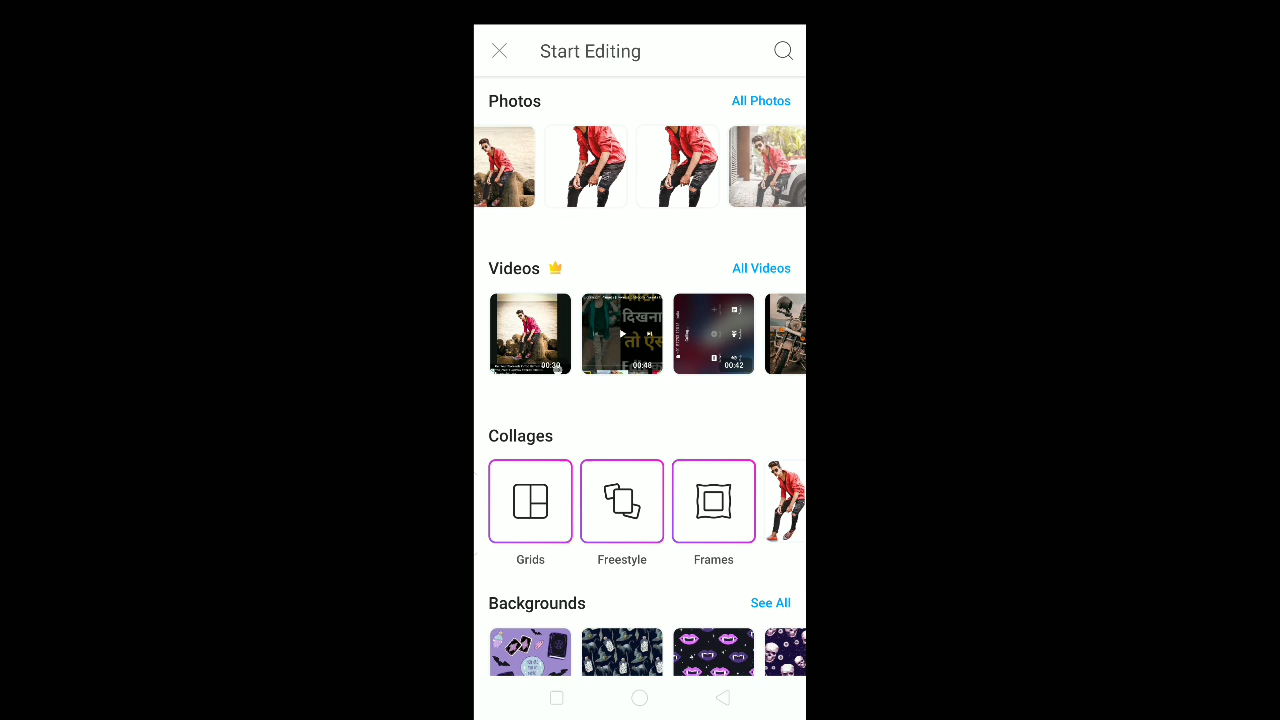 Start Editing
Photos
All Photos
Videos
All Videos
दिखना
तो ऐस
00:30
00:48
00:42
Collages
Grids
Freestyle
Frames
Backgrounds
See All